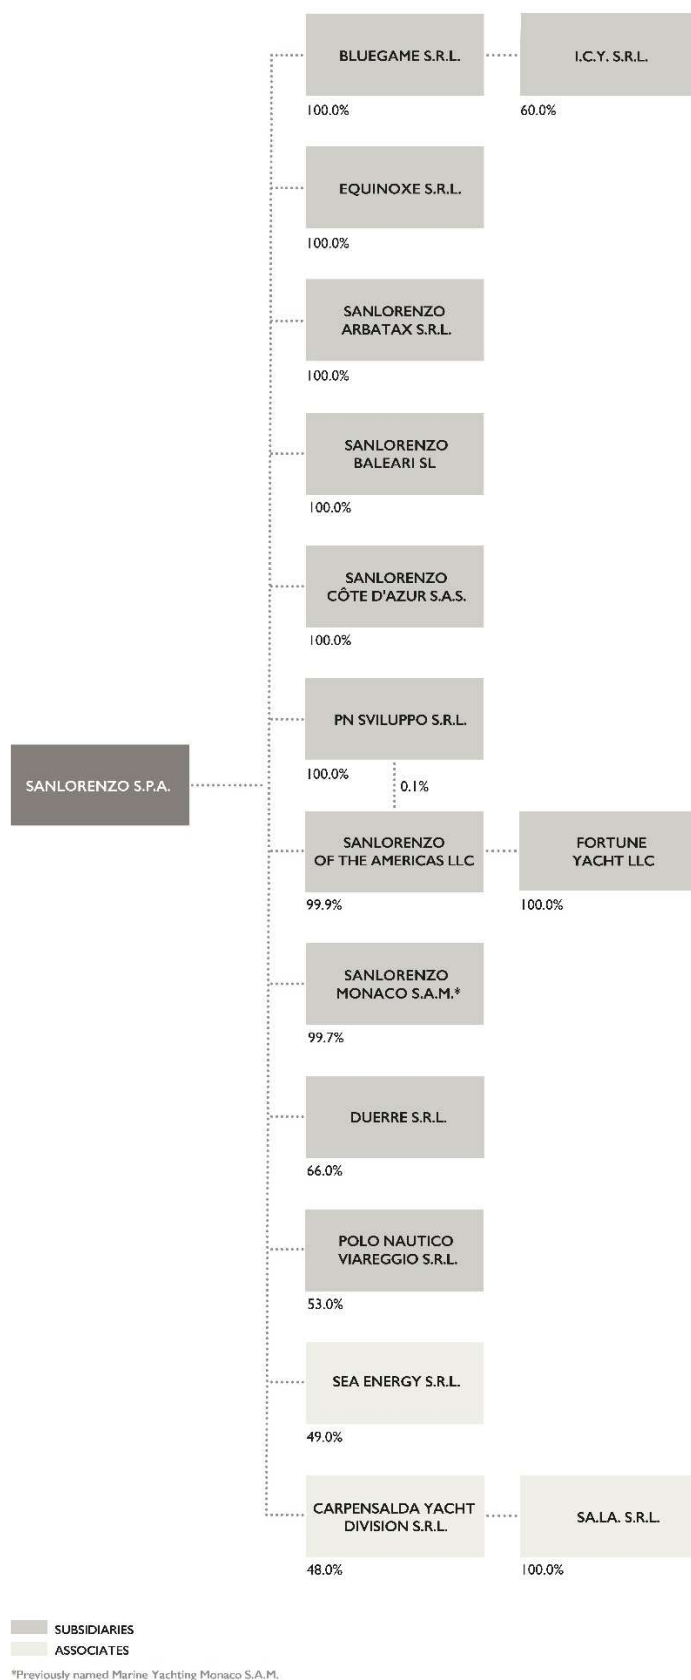 BLUEGAME S.R.L.
I.C.Y. S.R.L.
100.0%
60.0%
EQUINOXE S.R.L.
100.0%
SANLORENZO
ARBATAX S.R.L.
100.0%
SANLORENZO
BALEARI SL
100.0%
SANLORENZO
CÔTE D'AZUR S.A.S.
100.0%
PN SVILUPPO S.R.L.
100.0%
0.1%
SANLORENZO S.P.A.
SANLORENZO
OF THE AMERICAS LLC
99.9%
FORTUNE
YACHT LLC
100.0%
SANLORENZO
MONACO S.A.M.*
99.7%
DUERRE S.R.L.
66.0%
POLO NAUTICO
VIAREGGIO S.R.L.
53.0%
SEA ENERGY S.R.L.
49.0%
CARPENSALDA YACHT
DIVISION S.R.L.
48.0%
SA.LA. S.R.L.
100.0%
SUBSIDIARIES
ASSOCIATES
*Previously named Marine Yachting Monaco S.A.M.